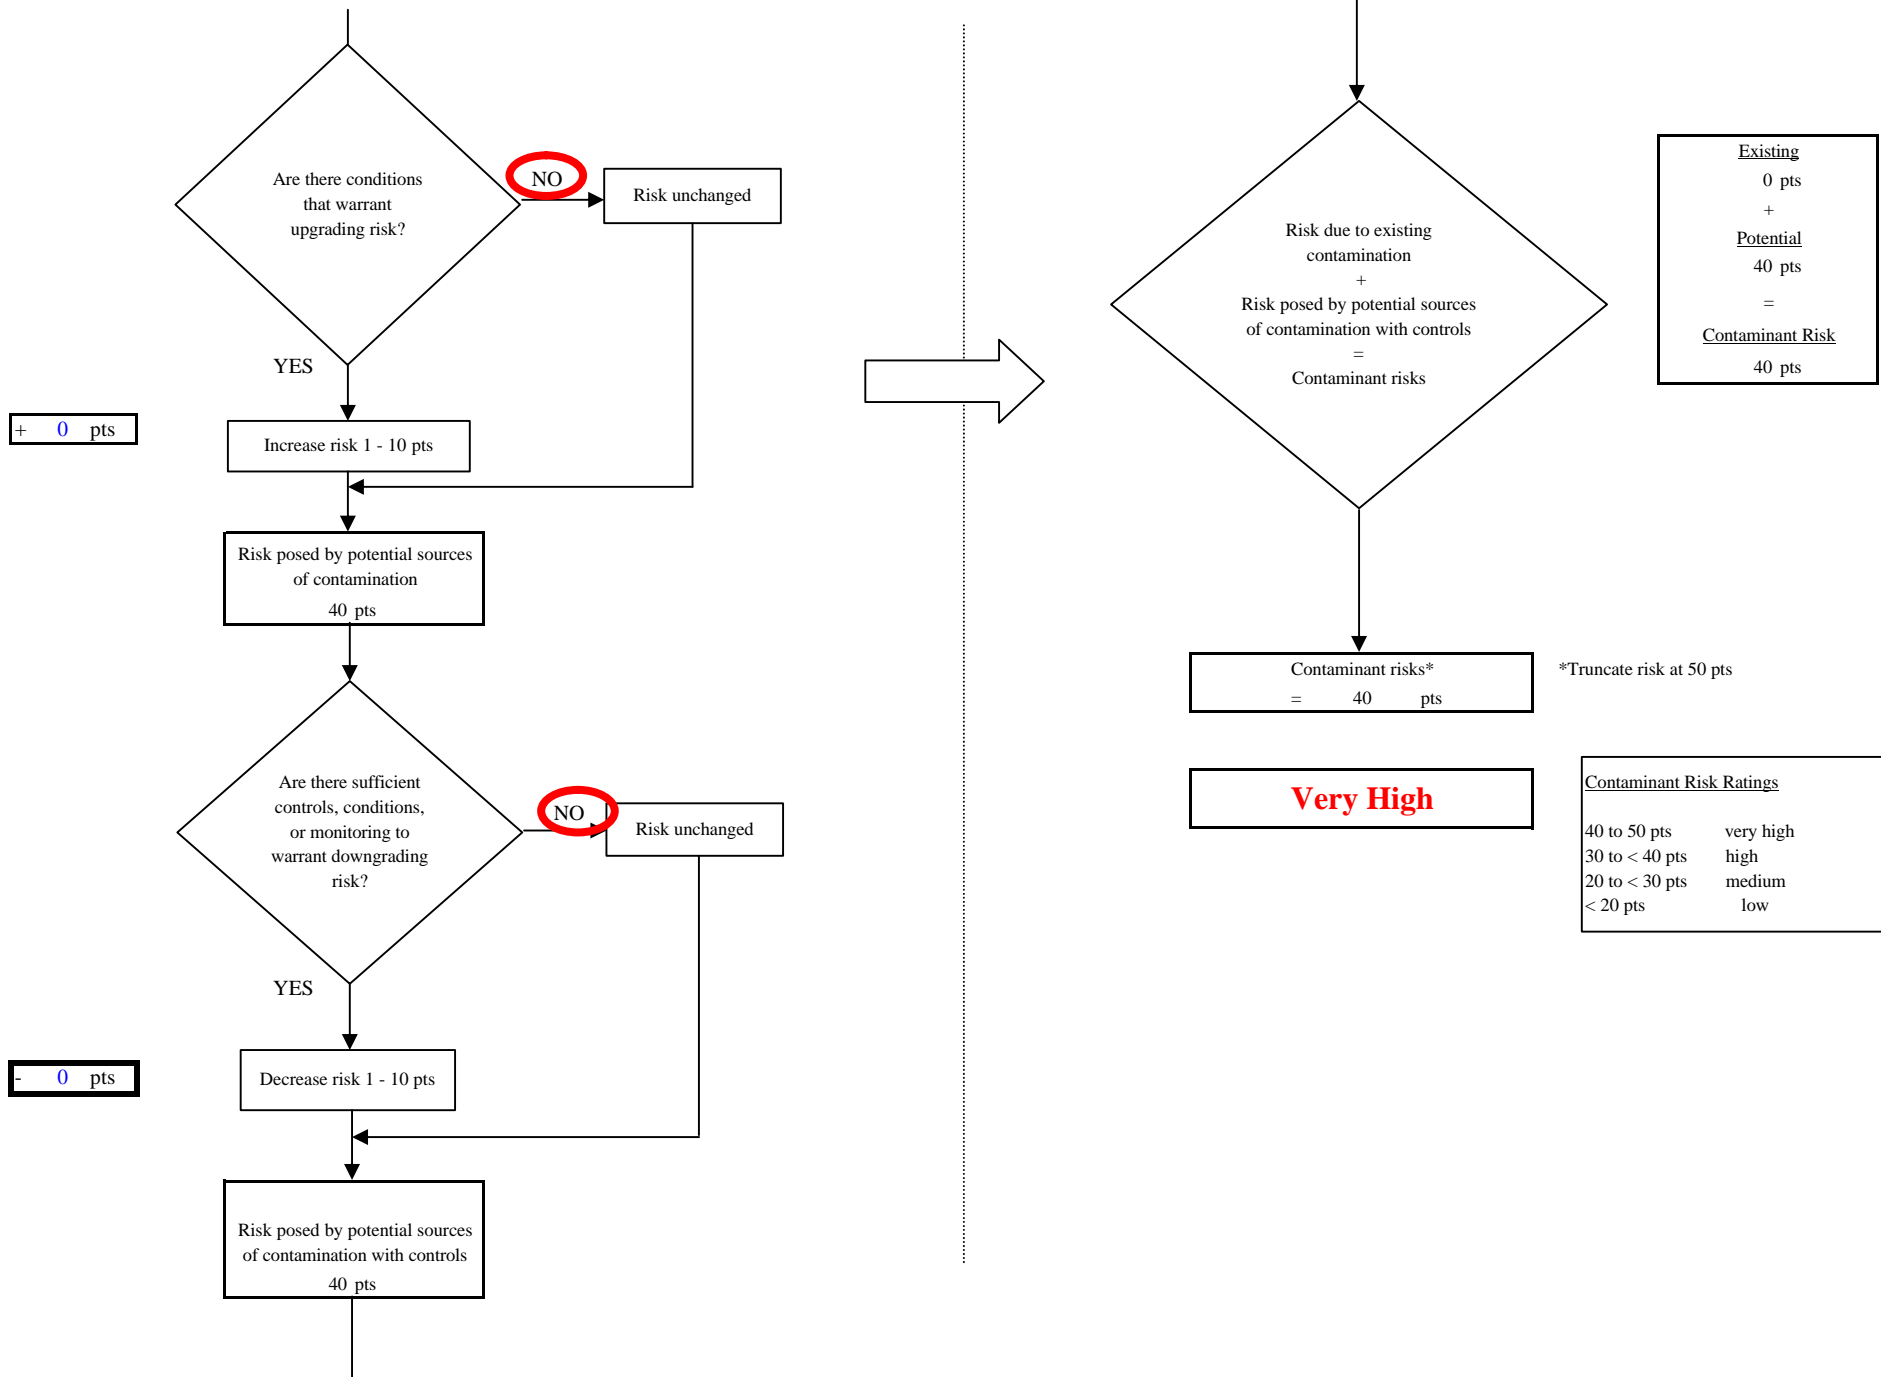 Are there conditions
that warrant
upgrading risk?
NO
Risk unchanged
YES
+ 0 pts
Increase risk 1 - 10 pts
Risk posed by potential sources
of contamination
40 pts
Are there sufficient
controls, conditions,
or monitoring to
warrant downgrading
risk?
NO
Risk unchanged
YES
- 0 pts
Decrease risk 1 - 10 pts
Risk posed by potential sources
of contamination with controls
40 pts
Risk due to existing
contamination
+
Risk posed by potential sources
of contamination with controls
=
Contaminant risks
Existing
0 pts
+
Potential
40 pts
=
Contaminant Risk
40 pts
Contaminant risks*
= 40 pts
*Truncate risk at 50 pts
Very High
Contaminant Risk Ratings
40 to 50 pts very high
30 to < 40 pts high
20 to < 30 pts medium
< 20 pts low